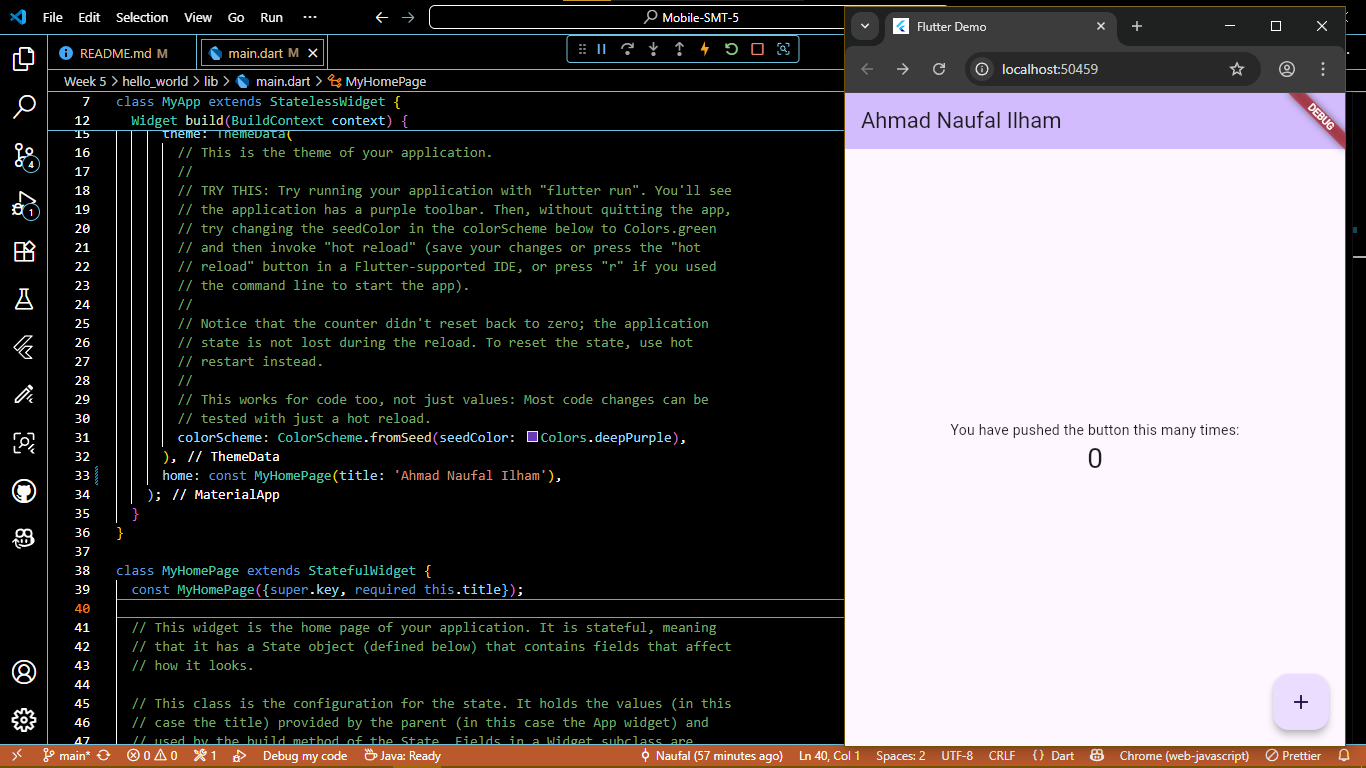 File Edit Selection View Go Run ··· Mobile-SMT-5
README.md M main.dart M
Week 5 > hello_world > lib > main.dart > MyHomePage
7 class MyApp extends StatelessWidget {
12 Widget build(BuildContext context) {
15 theme: ThemeData(
16 // This is the theme of your application.
17 //
18 // TRY THIS: Try running your application with "flutter run". You'll see
19 // the application has a purple toolbar. Then, without quitting the app,
20 // try changing the seedColor in the colorScheme below to Colors.green
21 // and then invoke "hot reload" (save your changes or press the "hot
22 // reload" button in a Flutter-supported IDE, or press "r" if you used
23 // the command line to start the app).
24 //
25 // Notice that the counter didn't reset back to zero; the application
26 // state is not lost during the reload. To reset the state, use hot
27 // restart instead.
28 //
29 // This works for code too, not just values: Most code changes can be
30 // tested with just a hot reload.
31 colorScheme: ColorScheme.fromSeed(seedColor: Colors.deepPurple),
32 ), // ThemeData
33 home: const MyHomePage(title: 'Ahmad Naufal Ilham'),
34 ); // MaterialApp
35 }
36 }
37
38 class MyHomePage extends StatefulWidget {
39 const MyHomePage({super.key, required this.title});
40
41 // This widget is the home page of your application. It is stateful, meaning
42 // that it has a State object (defined below) that contains fields that affect
43 // how it looks.
44
45 // This class is the configuration for the state. It holds the values (in this
46 // case the title) provided by the parent (in this case the App widget) and
47 // used by the build method of the State. Fields in a Widget subclass are
4
1
Flutter Demo
localhost:50459
Ahmad Naufal Ilham
DEBUG
You have pushed the button this many times:
0
+
main* 0 0 1 Debug my code Java: Ready Naufal (57 minutes ago) Ln 40, Col 1 Spaces: 2 UTF-8 CRLF { } Dart Chrome (web-javascript) Prettier